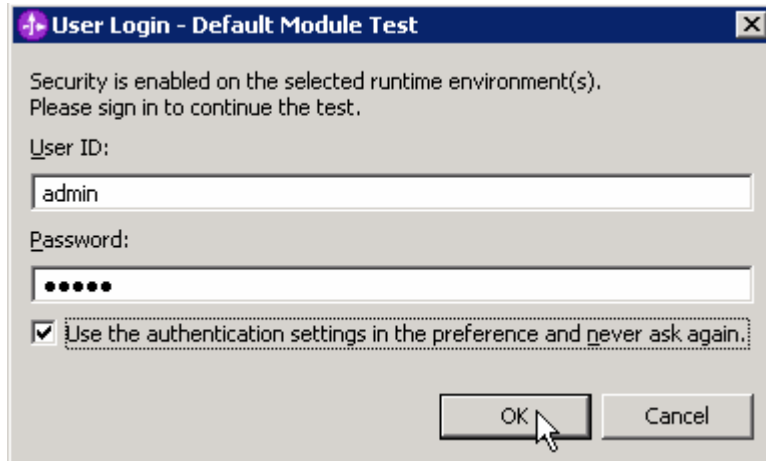 User Login - Default Module Test
Security is enabled on the selected runtime environment(s).
Please sign in to continue the test.
User ID:
admin
Password:
●●●●●
Use the authentication settings in the preference and never ask again.
OK Cancel